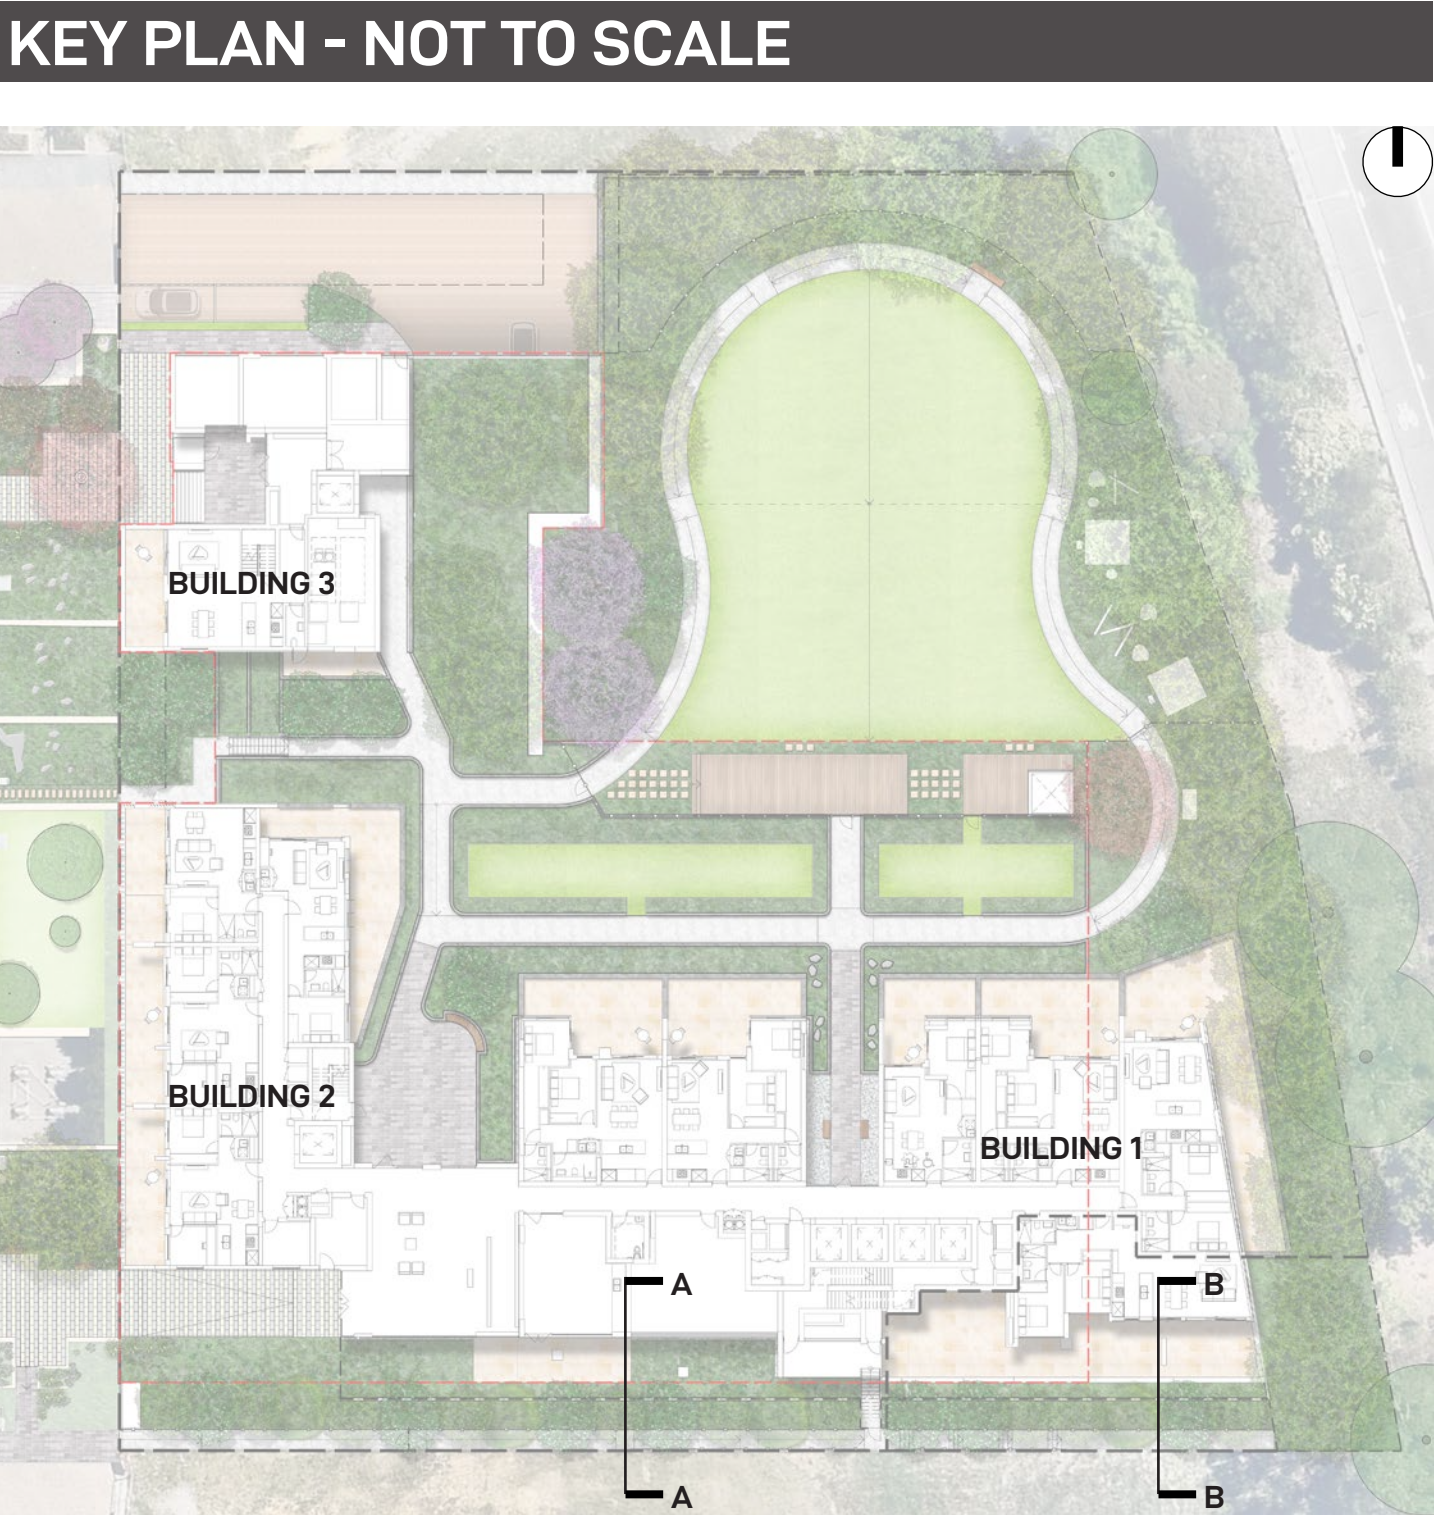 KEY PLAN - NOT TO SCALE
BUILDING 3
BUILDING 2
BUILDING 1
A
B
A
B